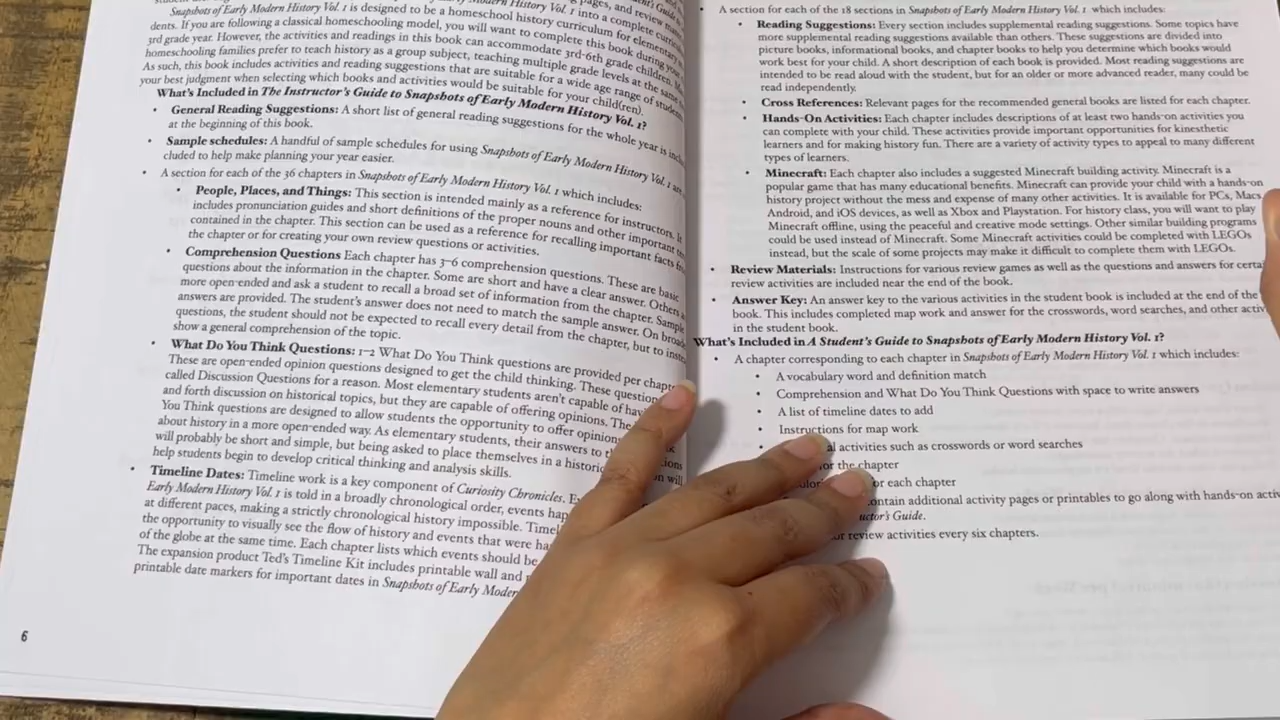 Snapshots of Early Modern History Vol. 1 is designed to be a homeschool history curriculum for elementary
dents. If you are following a classical homeschooling model, you will want to complete this book during your
3rd grade year. However, the activities and readings in this book can accommodate 3rd-6th grade children.
homeschooling families prefer to teach history as a group subject, teaching multiple grade levels at the same
As such, this book includes activities and reading suggestions that are suitable for a wide age range of students.
your best judgment when selecting which books and activities would be suitable for your child(ren).
What's Included in The Instructor's Guide to Snapshots of Early Modern History Vol. 1?
• General Reading Suggestions: A short list of general reading suggestions for the whole year is
at the beginning of this book.
• Sample schedules: A handful of sample schedules for using Snapshots of Early Modern History Vol. 1
cluded to help make planning your year easier.
• A section for each of the 36 chapters in Snapshots of Early Modern History Vol. 1 which includes:
• People, Places, and Things: This section is intended mainly as a reference for instructors. It
includes pronunciation guides and short definitions of the proper nouns and other important
contained in the chapter. This section can be used as a reference for recalling important facts
the chapter or for creating your own review questions or activities.
• Comprehension Questions Each chapter has 3-6 comprehension questions. These are basic
questions about the information in the chapter. Some are short and have a clear answer. Others
more open-ended and ask a student to recall a broad set of information from the chapter. Sample
answers are provided. The student's answer does not need to match the sample answer. On
questions, the student should not be expected to recall every detail from the chapter, but to
show a general comprehension of the topic.
• What Do You Think Questions: 1-2 What Do You Think questions are provided per
These are open-ended opinion questions designed to get the child thinking. These
called Discussion Questions for a reason. Most elementary students aren't capable of
and forth discussion on historical topics, but they are capable of offering opinions.
You Think questions are designed to allow students the opportunity to offer
about history in a more open-ended way. As elementary students, their answers to
will probably be short and simple, but being asked to place themselves in a
help students begin to develop critical thinking and analysis skills.
• Timeline Dates: Timeline work is a key component of Curiosity Chronicles.
Early Modern History Vol. 1 is told in a broadly chronological order, events
at different paces, making a strictly chronological history impossible.
the opportunity to visually see the flow of history and events that were
of the globe at the same time. Each chapter lists which events should be
The expansion product Ted's Timeline Kit includes printable wall and
printable date markers for important dates in Snapshots of Early
6
• A section for each of the 18 sections in Snapshots of Early Modern History Vol. 1 which includes:
• Reading Suggestions: Every section includes supplemental reading suggestions. Some topics have
more supplemental reading suggestions available than others. These suggestions are divided into
picture books, informational books, and chapter books to help you determine which books would
work best for your child. A short description of each book is provided. Most reading suggestions are
intended to be read aloud with the student, but for an older or more advanced reader, many could be
read independently.
• Cross References: Relevant pages for the recommended general books are listed for each chapter.
• Hands-On Activities: Each chapter includes descriptions of at least two hands-on activities you
can complete with your child. These activities provide important opportunities for kinesthetic
learners and for making history fun. There are a variety of activity types to appeal to many different
types of learners.
• Minecraft: Each chapter also includes a suggested Minecraft building activity. Minecraft is a
popular game that has many educational benefits. Minecraft can provide your child with a hands-on
history project without the mess and expense of many other activities. It is available for PCs, Macs
Android, and iOS devices, as well as Xbox and Playstation. For history class, you will want to play
Minecraft offline, using the peaceful and creative mode settings. Other similar building programs
could be used instead of Minecraft. Some Minecraft activities could be completed with LEGOs
instead, but the scale of some projects may make it difficult to complete them with LEGOs.
• Review Materials: Instructions for various review games as well as the questions and answers for
review activities are included near the end of the book.
• Answer Key: An answer key to the various activities in the student book is included at the end of the
book. This includes completed map work and answer for the crosswords, word searches, and other
in the student book.
What's Included in A Student's Guide to Snapshots of Early Modern History Vol. 1?
• A chapter corresponding to each chapter in Snapshots of Early Modern History Vol. 1 which includes:
• A vocabulary word and definition match
• Comprehension and What Do You Think Questions with space to write answers
• A list of timeline dates to add
• Instructions for map work
• activities such as crosswords or word searches
for the chapter
for each chapter
contain additional activity pages or printables to go along with hands-on
Guide.
for review activities every six chapters.